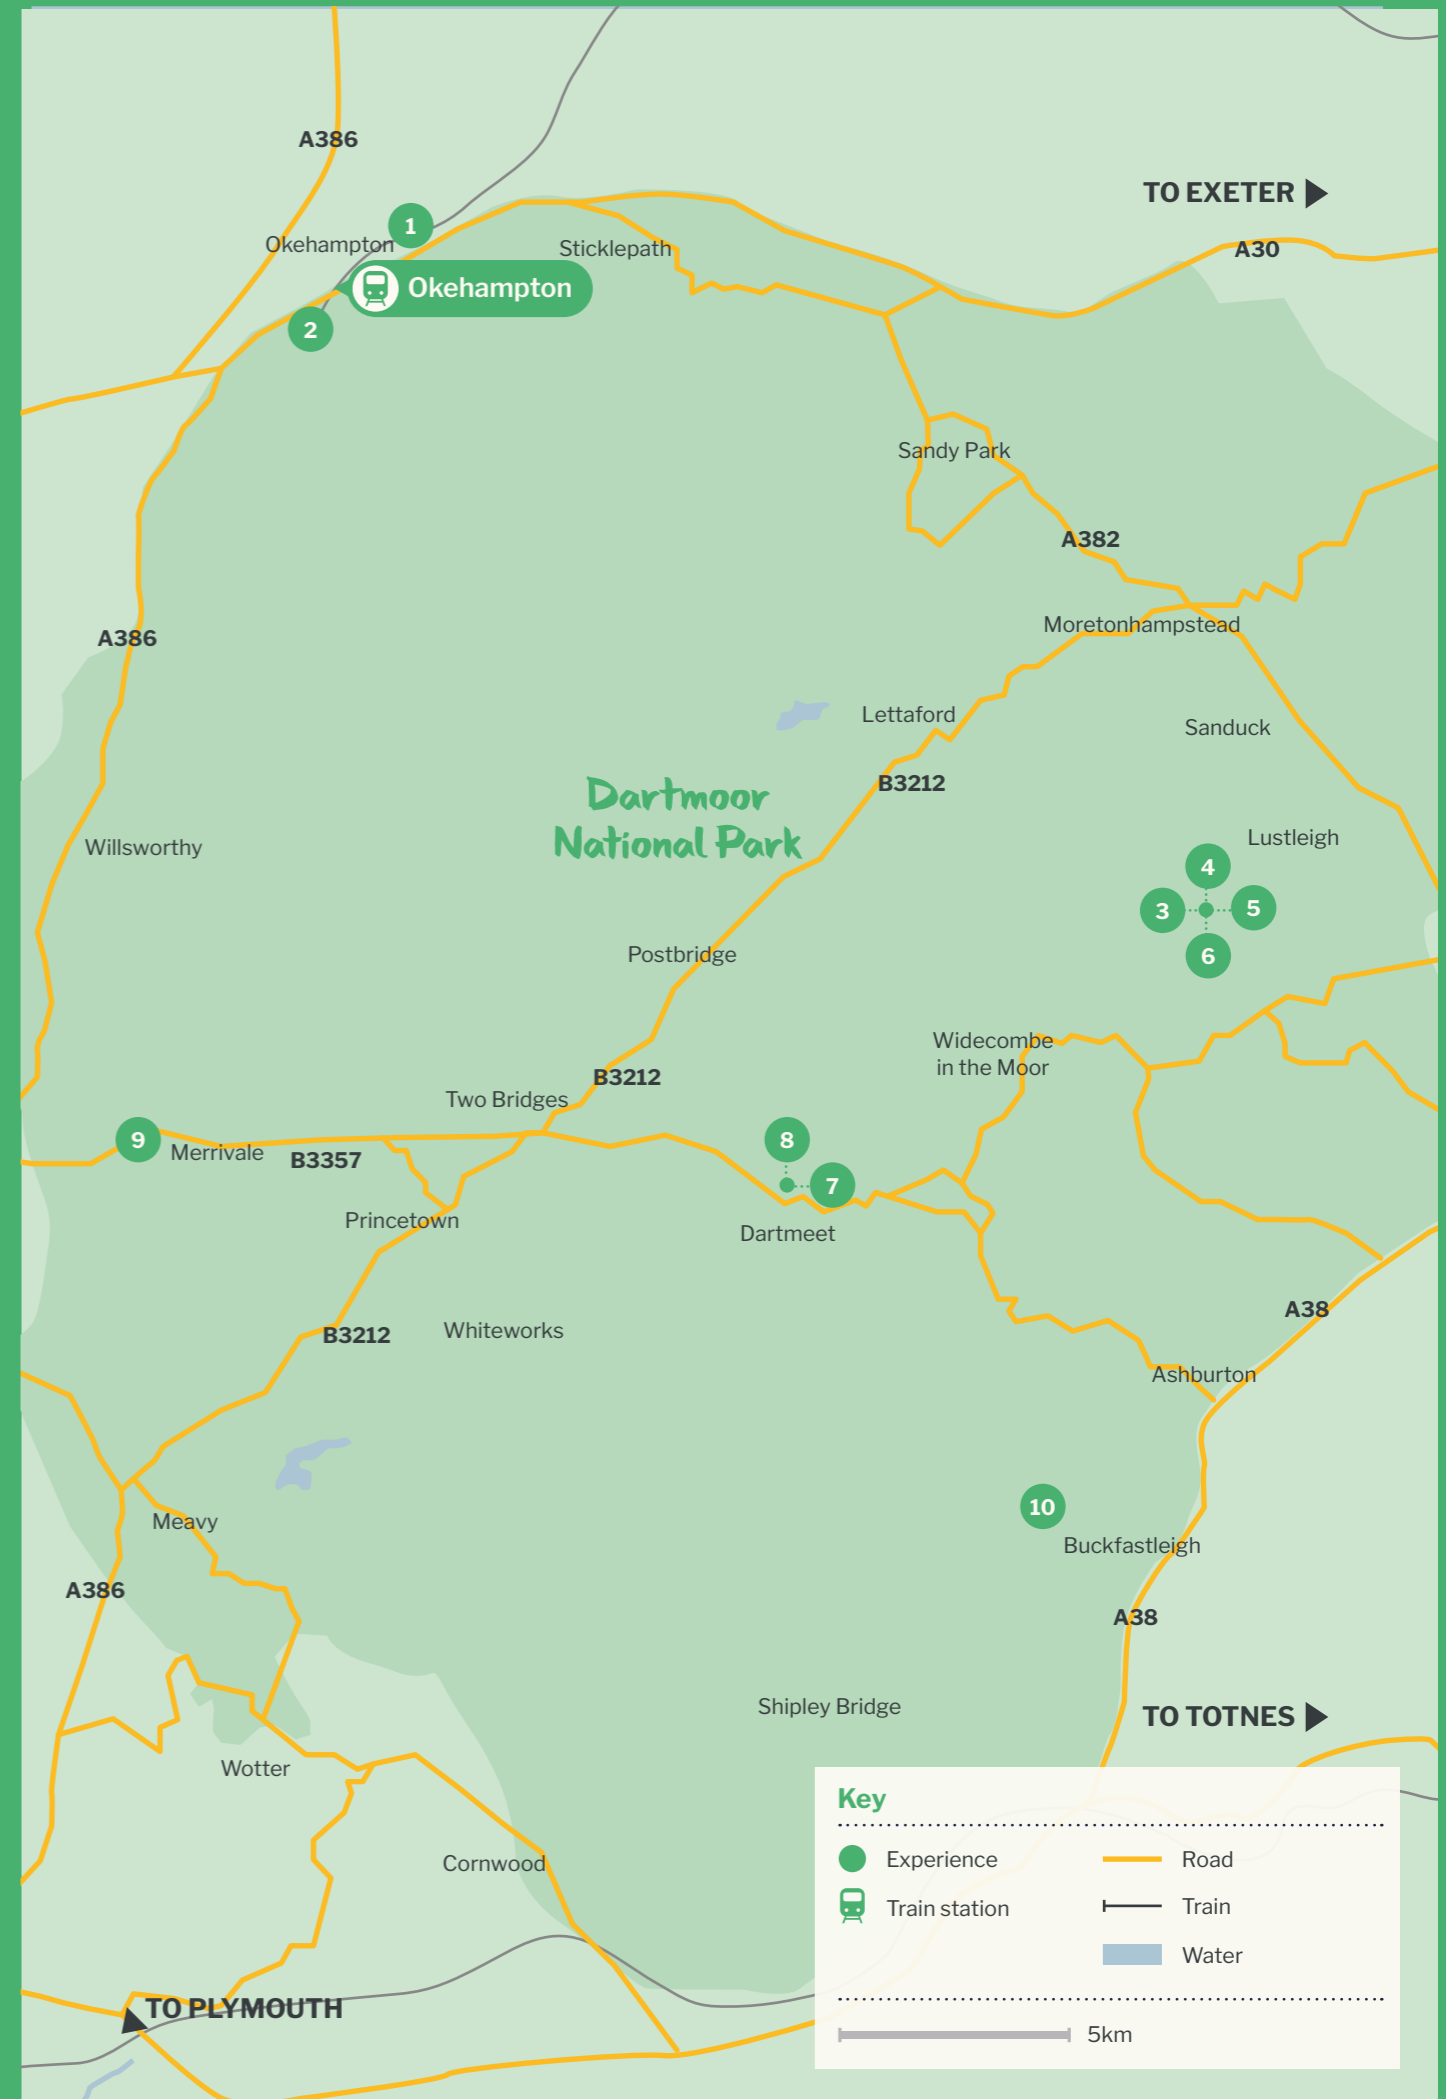 A386
TO EXETER
1
Okehampton
Sticklepath
A30
Okehampton
2
Sandy Park
A382
Moretonhampstead
A386
Lettaford
Sanduck
B3212
Dartmoor
National Park
Willsworthy
Lustleigh
4
3
5
6
Postbridge
Widecombe
in the Moor
B3212
Two Bridges
9
Merrivale
B3357
8
7
Princetown
Dartmeet
A38
B3212
Whiteworks
Ashburton
10
Meavy
Buckfastleigh
A386
A38
Shipley Bridge
TO TOTNES
Wotter
Key
Experience
Road
Cornwood
Train station
Train
Water
TO PLYMOUTH
5km